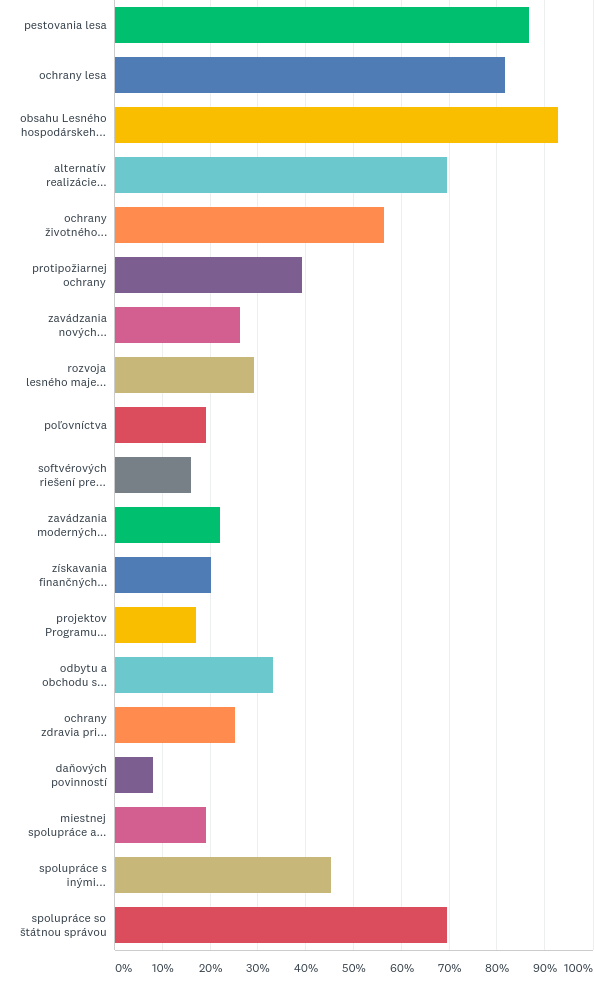 pestovania lesa
ochrany lesa
obsahu Lesného
hospodárskeh...
alternatív
realizácie...
ochrany
životného...
protipožiarnej
ochrany
zavádzania
nových...
rozvoja
lesného maje...
poľovníctva
softvérových
riešení pre...
zavádzania
moderných...
získavania
finančných...
projektov
Programu...
odbytu a
obchodu s...
ochrany
zdravia pri...
daňových
povinností
miestnej
spolupráce a...
spolupráce s
inými...
spolupráce so
štátnou správou
0% 10% 20% 30% 40% 50% 60% 70% 80% 90% 100%